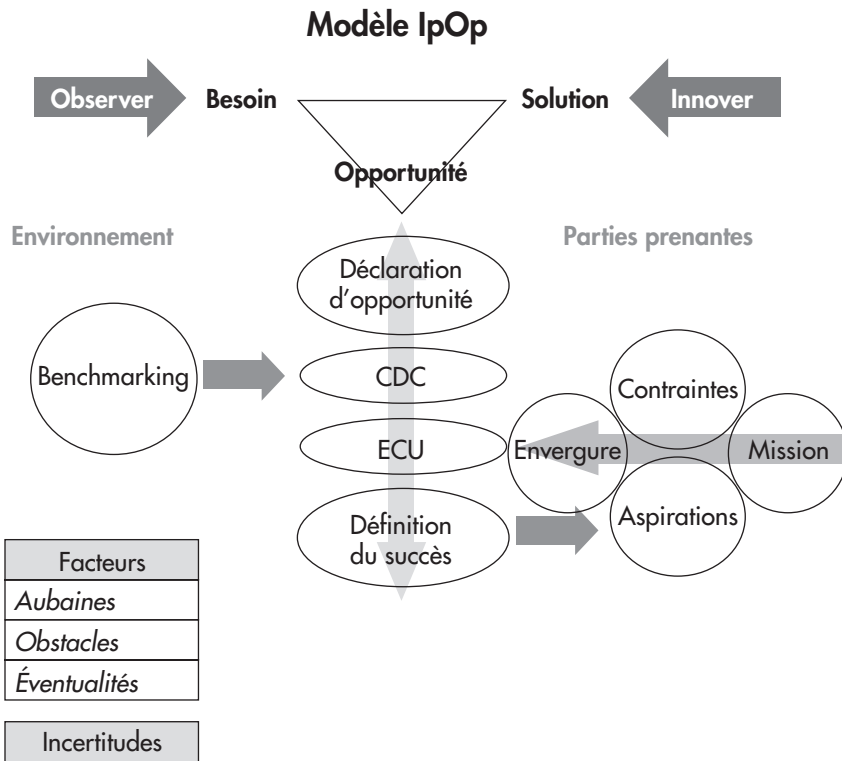 Modèle IpOp
Observer
Besoin
Solution
Innover
Opportunité
Environnement
Parties prenantes
Déclaration
d'opportunité
Benchmarking
CDC
Contraintes
ECU
Envergure
Mission
Définition
du succès
Aspirations
Facteurs
Aubaines
Obstacles
Éventualités
Incertitudes